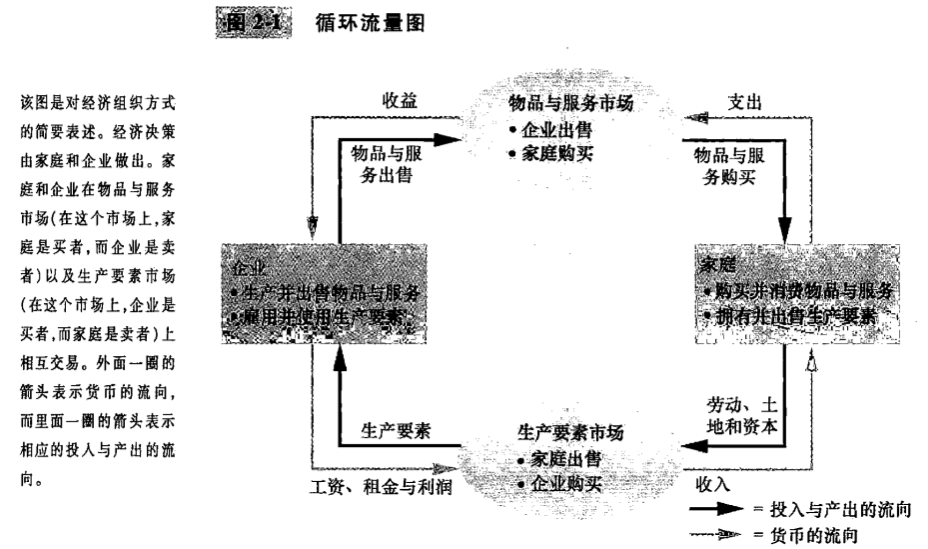 图 2-1 循环流量图
该图是对经济组织方式
的简要表述。经济决策
由家庭和企业做出。家
庭和企业在物品与服务
市场(在这个市场上,家
庭是买者,而企业是卖
者)以及生产要素市场
(在这个市场上,企业是
买者,而家庭是卖者)上
相互交易。外面一圈的
箭头表示货币的流向,
而里面一圈的箭头表示
相应的投入与产出的流
向。
收益
物品与服务市场
• 企业出售
• 家庭购买
支出
物品与服
务出售
物品与服
务购买
企业
• 生产并出售物品与服务
• 雇用并使用生产要素
家庭
• 购买并消费物品与服务
• 拥有并出售生产要素
生产要素
生产要素市场
• 家庭出售
• 企业购买
劳动、土
地和资本
工资、租金与利润
收入
= 投入与产出的流向
= 货币的流向